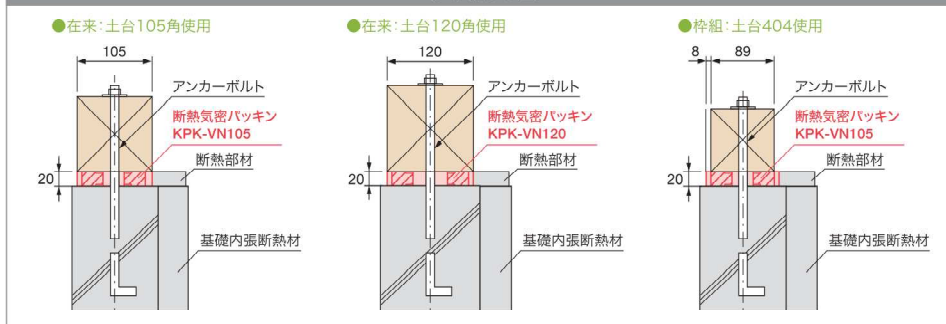 ●在来：土台105角使用
105
アンカーボルト
断熱気密パッキン
KPK-VN105
断熱部材
20
基礎内張断熱材
●在来：土台120角使用
120
アンカーボルト
断熱気密パッキン
KPK-VN120
断熱部材
20
基礎内張断熱材
●枠組：土台404使用
8 89
アンカーボルト
断熱気密パッキン
KPK-VN105
断熱部材
20
基礎内張断熱材